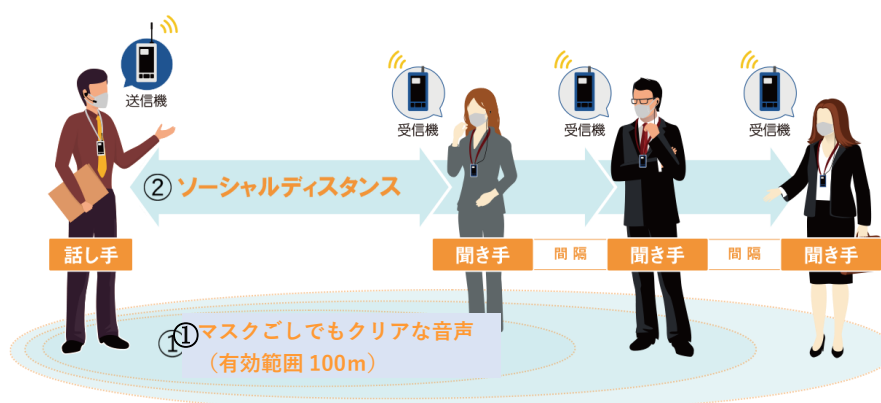 送信機
受信機
受信機
受信機
②ソーシャルディスタンス
話し手
聞き手
間隔
聞き手
間隔
聞き手
①①マスクごしでもクリアな音声
（有効範囲 100m）